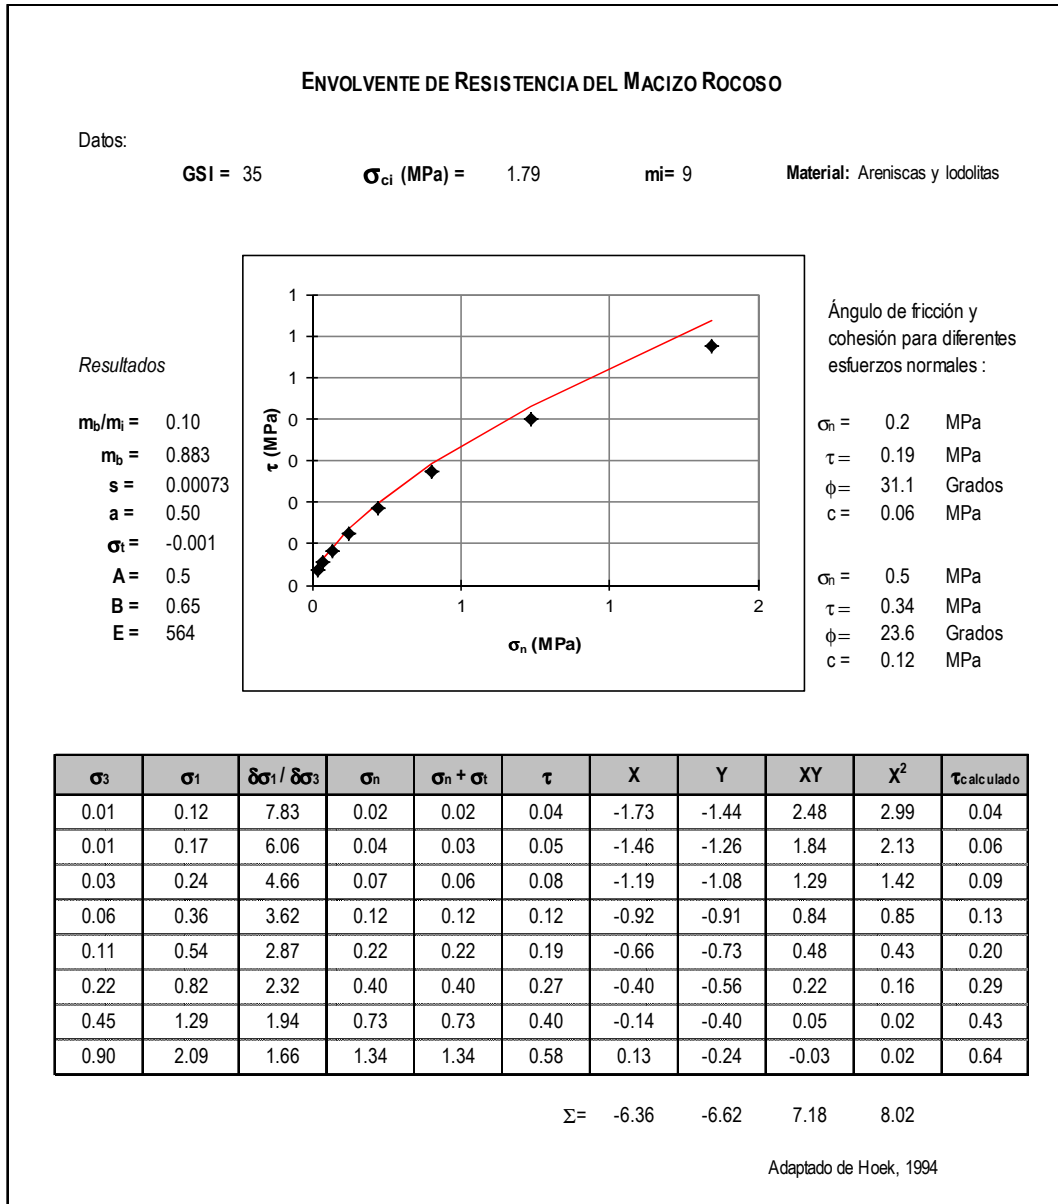 ENVOLVENTE DE RESISTENCIA DEL MACIZO ROCOSO
Datos:
GSI = 35 σci (MPa) = 1.79 mi= 9 Material: Areniscas y lodolitas
Resultados
mb/mi = 0.10
mb = 0.883
s = 0.00073
a = 0.50
σt = -0.001
A = 0.5
B = 0.65
E = 564
τ (MPa)
1
1
1
0
0
0
0
0
0 1 1 2
σn (MPa)
Ángulo de fricción y
cohesión para diferentes
esfuerzos normales :
σn = 0.2 MPa
τ = 0.19 MPa
ϕ = 31.1 Grados
c = 0.06 MPa
σn = 0.5 MPa
τ = 0.34 MPa
ϕ = 23.6 Grados
c = 0.12 MPa
σ3 σ1 δσ1 / δσ3 σn σn + σt τ X Y XY X² τcalculado
0.01 0.12 7.83 0.02 0.02 0.04 -1.73 -1.44 2.48 2.99 0.04
0.01 0.17 6.06 0.04 0.03 0.05 -1.46 -1.26 1.84 2.13 0.06
0.03 0.24 4.66 0.07 0.06 0.08 -1.19 -1.08 1.29 1.42 0.09
0.06 0.36 3.62 0.12 0.12 0.12 -0.92 -0.91 0.84 0.85 0.13
0.11 0.54 2.87 0.22 0.22 0.19 -0.66 -0.73 0.48 0.43 0.20
0.22 0.82 2.32 0.40 0.40 0.27 -0.40 -0.56 0.22 0.16 0.29
0.45 1.29 1.94 0.73 0.73 0.40 -0.14 -0.40 0.05 0.02 0.43
0.90 2.09 1.66 1.34 1.34 0.58 0.13 -0.24 -0.03 0.02 0.64
Σ= -6.36 -6.62 7.18 8.02
Adaptado de Hoek, 1994